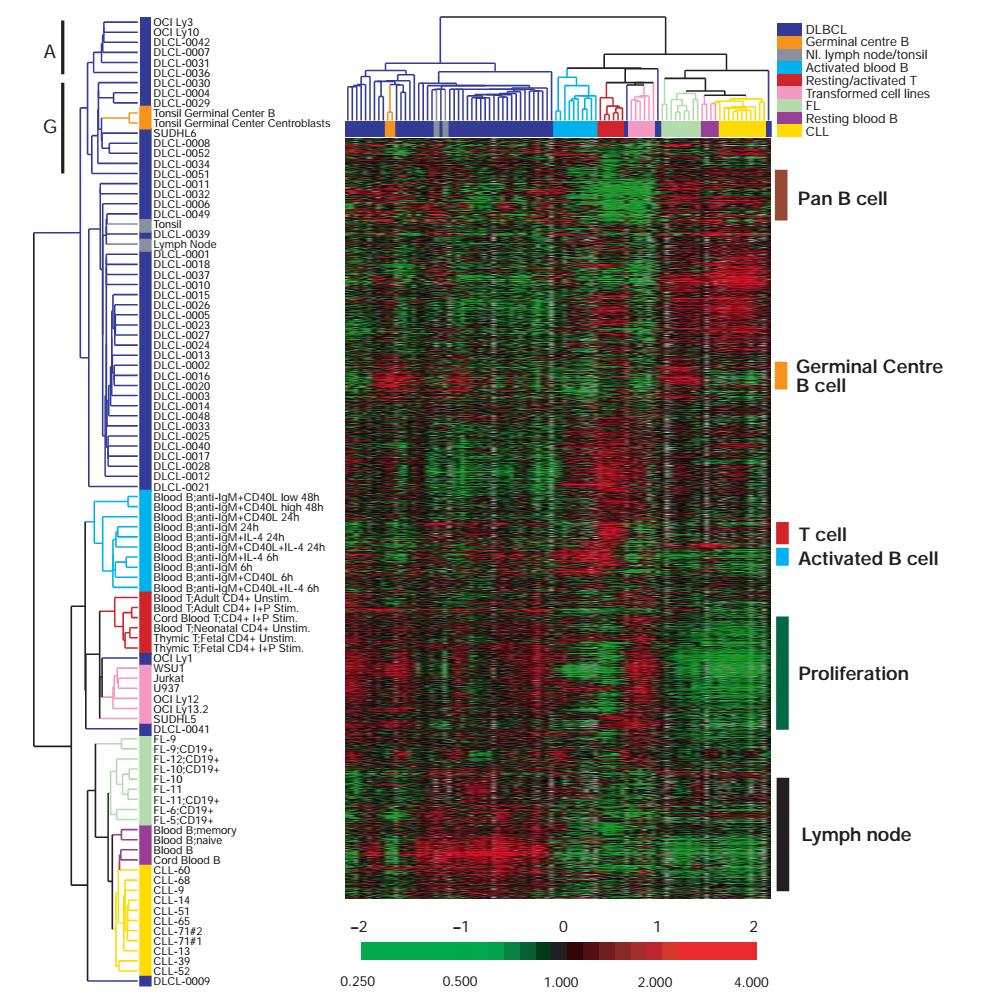 A
G
OCI Ly3
OCI Ly10
DLCL-0042
DLCL-0007
DLCL-0031
DLCL-0036
DLCL-0030
DLCL-0004
DLCL-0029
Tonsil Germinal Center B
Tonsil Germinal Center Centroblasts
SUDHL6
DLCL-0008
DLCL-0052
DLCL-0034
DLCL-0051
DLCL-0011
DLCL-0032
DLCL-0006
DLCL-0049
Tonsil
DLCL-0039
Lymph Node
DLCL-0001
DLCL-0018
DLCL-0037
DLCL-0010
DLCL-0015
DLCL-0026
DLCL-0005
DLCL-0023
DLCL-0027
DLCL-0024
DLCL-0013
DLCL-0002
DLCL-0016
DLCL-0020
DLCL-0003
DLCL-0014
DLCL-0048
DLCL-0033
DLCL-0025
DLCL-0040
DLCL-0017
DLCL-0028
DLCL-0012
DLCL-0021
Blood B;anti-IgM+CD40L low 48h
Blood B;anti-IgM+CD40L high 48h
Blood B;anti-IgM+CD40L 24h
Blood B;anti-IgM 24h
Blood B;anti-IgM+IL-4 24h
Blood B;anti-IgM+CD40L+IL-4 24h
Blood B;anti-IgM+IL-4 6h
Blood B;anti-IgM 6h
Blood B;anti-IgM+CD40L 6h
Blood B;anti-IgM+CD40L+IL-4 6h
Blood T;Adult CD4+ Unstim.
Blood T;Adult CD4+ I+P Stim.
Cord Blood T;CD4+ I+P Stim.
Blood T;Neonatal CD4+ Unstim.
Thymic T;Fetal CD4+ Unstim.
Thymic T;Fetal CD4+ I+P Stim.
OCI Ly1
WSU1
Jurkat
U937
OCI Ly12
OCI Ly13.2
SUDHL5
DLCL-0041
FL-9
FL-9;CD19+
FL-12;CD19+
FL-10;CD19+
FL-10
FL-11
FL-11;CD19+
FL-6;CD19+
FL-5;CD19+
Blood B;memory
Blood B;naive
Blood B
Cord Blood B
CLL-60
CLL-68
CLL-9
CLL-14
CLL-51
CLL-65
CLL-71#2
CLL-71#1
CLL-13
CLL-39
CLL-52
DLCL-0009
DLBCL
Germinal centre B
Nl. lymph node/tonsil
Activated blood B
Resting/activated T
Transformed cell lines
FL
Resting blood B
CLL
Pan B cell
Germinal Centre
B cell
T cell
Activated B cell
Proliferation
Lymph node
−2 −1 0 1 2
0.250 0.500 1.000 2.000 4.000